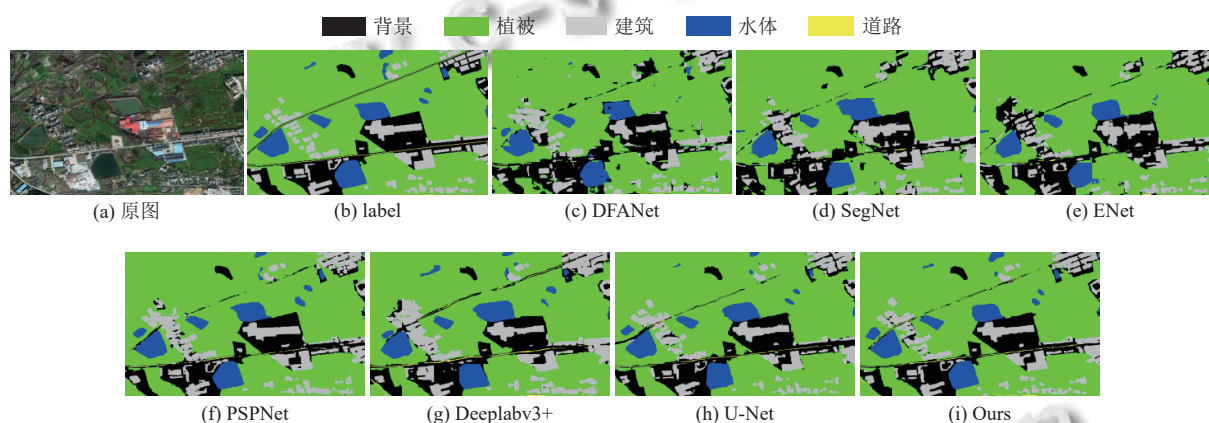 背景 植被 建筑 水体 道路
(a) 原图 (b) label (c) DFANet (d) SegNet (e) ENet
(f) PSPNet (g) Deeplabv3+ (h) U-Net (i) Ours